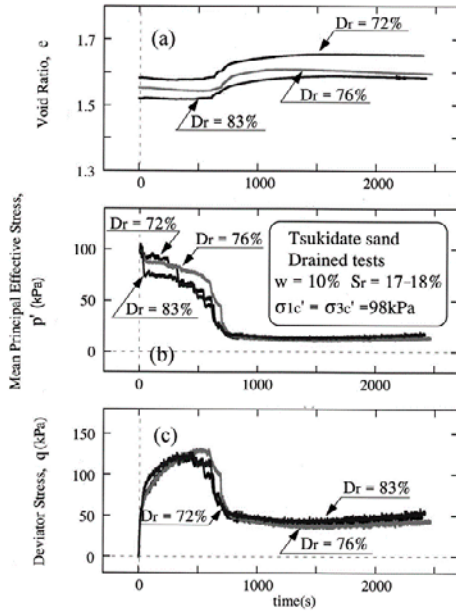 (a)
Dr = 72%
Dr = 76%
Dr = 83%
Void Ratio, e
1.7
1.5
1.3
0
1000
2000
Dr = 72%
Dr = 76%
Dr = 83%
Tsukidate sand
Drained tests
w = 10% Sr = 17-18%
σ1c' = σ3c' = 98kPa
Mean Principal Effective Stress,
p' (kPa)
100
50
0
(b)
0
1000
2000
(c)
Dr = 83%
Dr = 72%
Dr = 76%
Deviator Stress, q (kPa)
150
100
50
0
0
1000
2000
time(s)